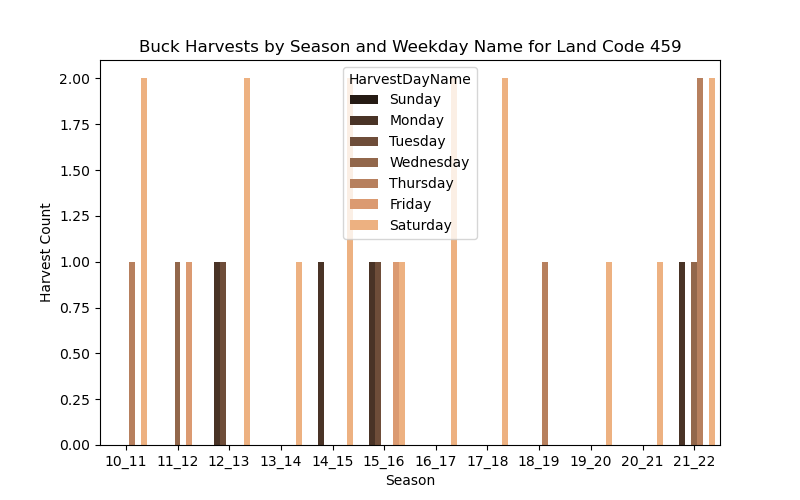 Buck Harvests by Season and Weekday Name for Land Code 459
HarvestDayName
Sunday
Monday
Tuesday
Wednesday
Thursday
Friday
Saturday
Harvest Count
2.00
1.75
1.50
1.25
1.00
0.75
0.50
0.25
0.00
10_11 11_12 12_13 13_14 14_15 15_16 16_17 17_18 18_19 19_20 20_21 21_22
Season